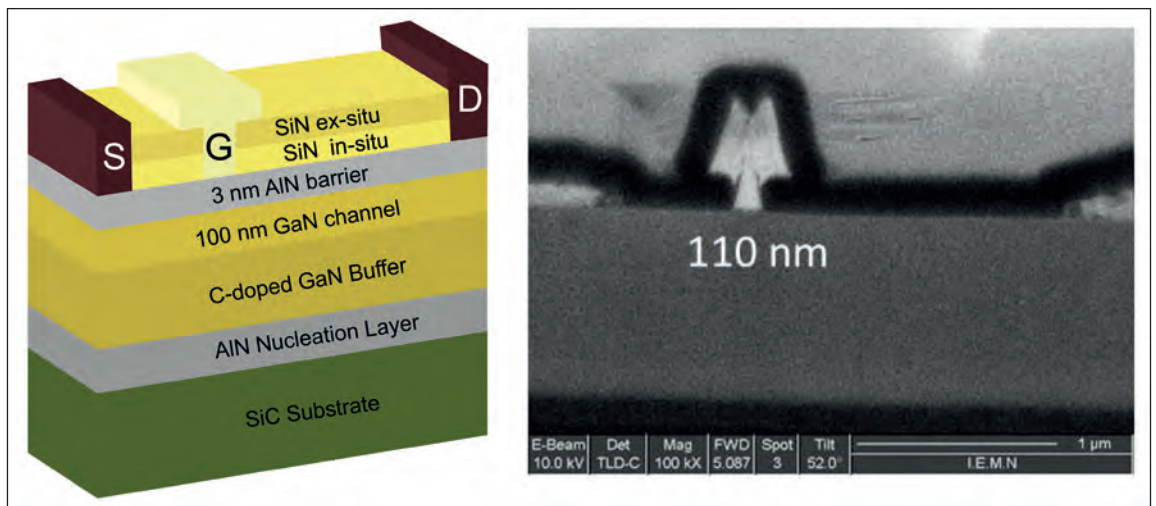 S
G
D
SiN ex-situ
SiN in-situ
3 nm AlN barrier
100 nm GaN channel
C-doped GaN Buffer
AlN Nucleation Layer
SiC Substrate
110 nm
E-Beam Det Mag FWD Spot Tilt 1 µm
10.0 kV TLD-C 100 kX 5.087 3 52.0° I.E.M.N